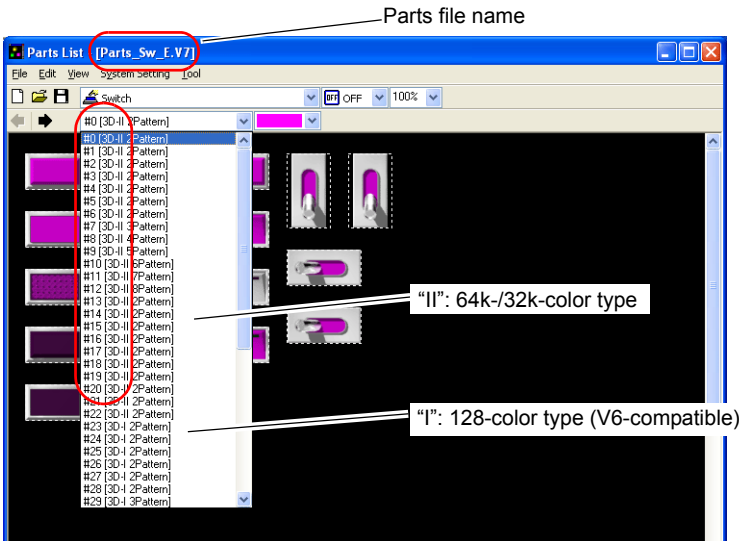 Parts file name
Parts List - [Parts_Sw_E.V7]
File Edit View System Setting Tool
Switch OFF OFF 100%
#0 [3D-II 2Pattern]
#0 [3D-II 2Pattern]
#1 [3D-II 2Pattern]
#2 [3D-II 2Pattern]
#3 [3D-II 2Pattern]
#4 [3D-II 2Pattern]
#5 [3D-II 2Pattern]
#6 [3D-II 2Pattern]
#7 [3D-II 3Pattern]
#8 [3D-II 4Pattern]
#9 [3D-II 5Pattern]
#10 [3D-II 6Pattern]
#11 [3D-II 7Pattern]
#12 [3D-II 8Pattern]
#13 [3D-II 2Pattern]
#14 [3D-II 2Pattern]
#15 [3D-II 2Pattern]
#16 [3D-II 2Pattern]
#17 [3D-II 2Pattern]
#18 [3D-II 2Pattern]
#19 [3D-II 2Pattern]
#20 [3D-II 2Pattern]
#21 [3D-II 2Pattern]
#22 [3D-II 2Pattern]
#23 [3D-I 2Pattern]
#24 [3D-I 2Pattern]
#25 [3D-I 2Pattern]
#26 [3D-I 2Pattern]
#27 [3D-I 2Pattern]
#28 [3D-I 2Pattern]
#29 [3D-I 3Pattern]
“II”: 64k-/32k-color type
“I”: 128-color type (V6-compatible)